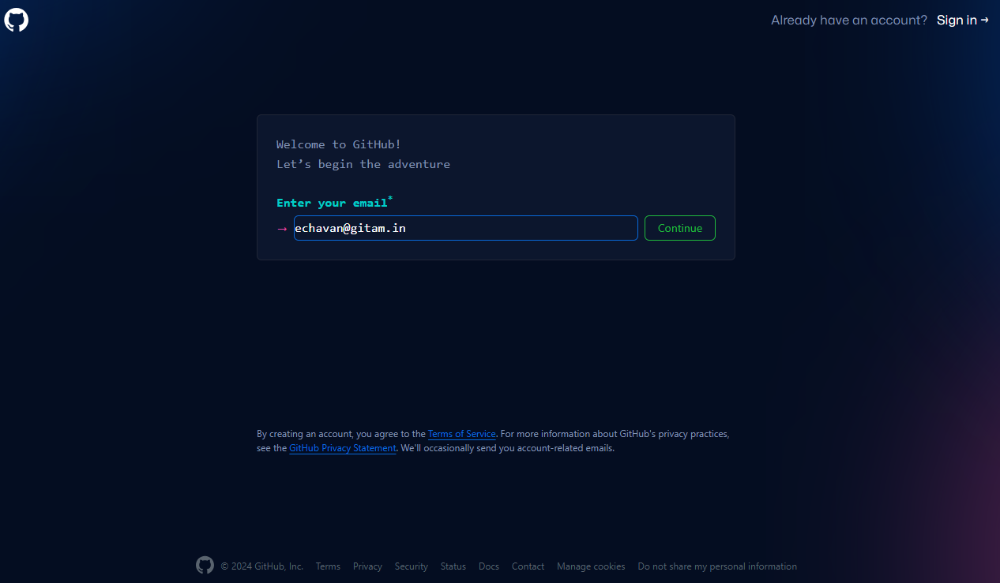 Already have an account? Sign in →
Welcome to GitHub!
Let’s begin the adventure
Enter your email*
→ echavan@gitam.in Continue
By creating an account, you agree to the Terms of Service. For more information about GitHub's privacy practices,
see the GitHub Privacy Statement. We'll occasionally send you account-related emails.
© 2024 GitHub, Inc. Terms Privacy Security Status Docs Contact Manage cookies Do not share my personal information